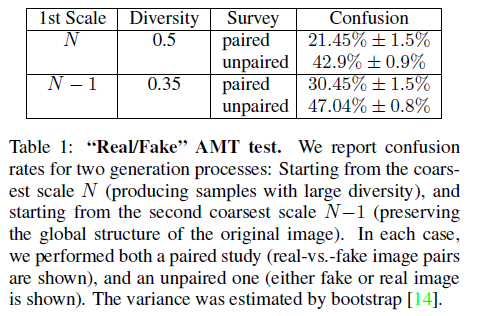 1st Scale Diversity Survey Confusion
N 0.5 paired 21.45% ± 1.5%
unpaired 42.9% ± 0.9%
N − 1 0.35 paired 30.45% ± 1.5%
unpaired 47.04% ± 0.8%
Table 1: “Real/Fake” AMT test. We report confusion
rates for two generation processes: Starting from the coars-
est scale N (producing samples with large diversity), and
starting from the second coarsest scale N−1 (preserving
the global structure of the original image). In each case,
we performed both a paired study (real-vs.-fake image pairs
are shown), and an unpaired one (either fake or real image
is shown). The variance was estimated by bootstrap [14].